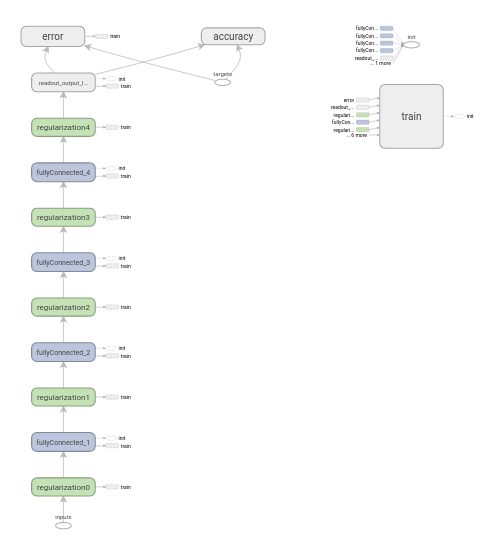 error
train
accuracy
targets
readout_output_l...
init
train
regularization4
train
fullyConnected_4
init
train
regularization3
train
fullyConnected_3
init
train
regularization2
train
fullyConnected_2
init
train
regularization1
train
fullyConnected_1
init
train
regularization0
train
inputs
fullyCon...
fullyCon...
fullyCon...
fullyCon...
readout_...
... 1 more
init
error
readout_...
regulari...
fullyCon...
regulari...
... 6 more
train
init